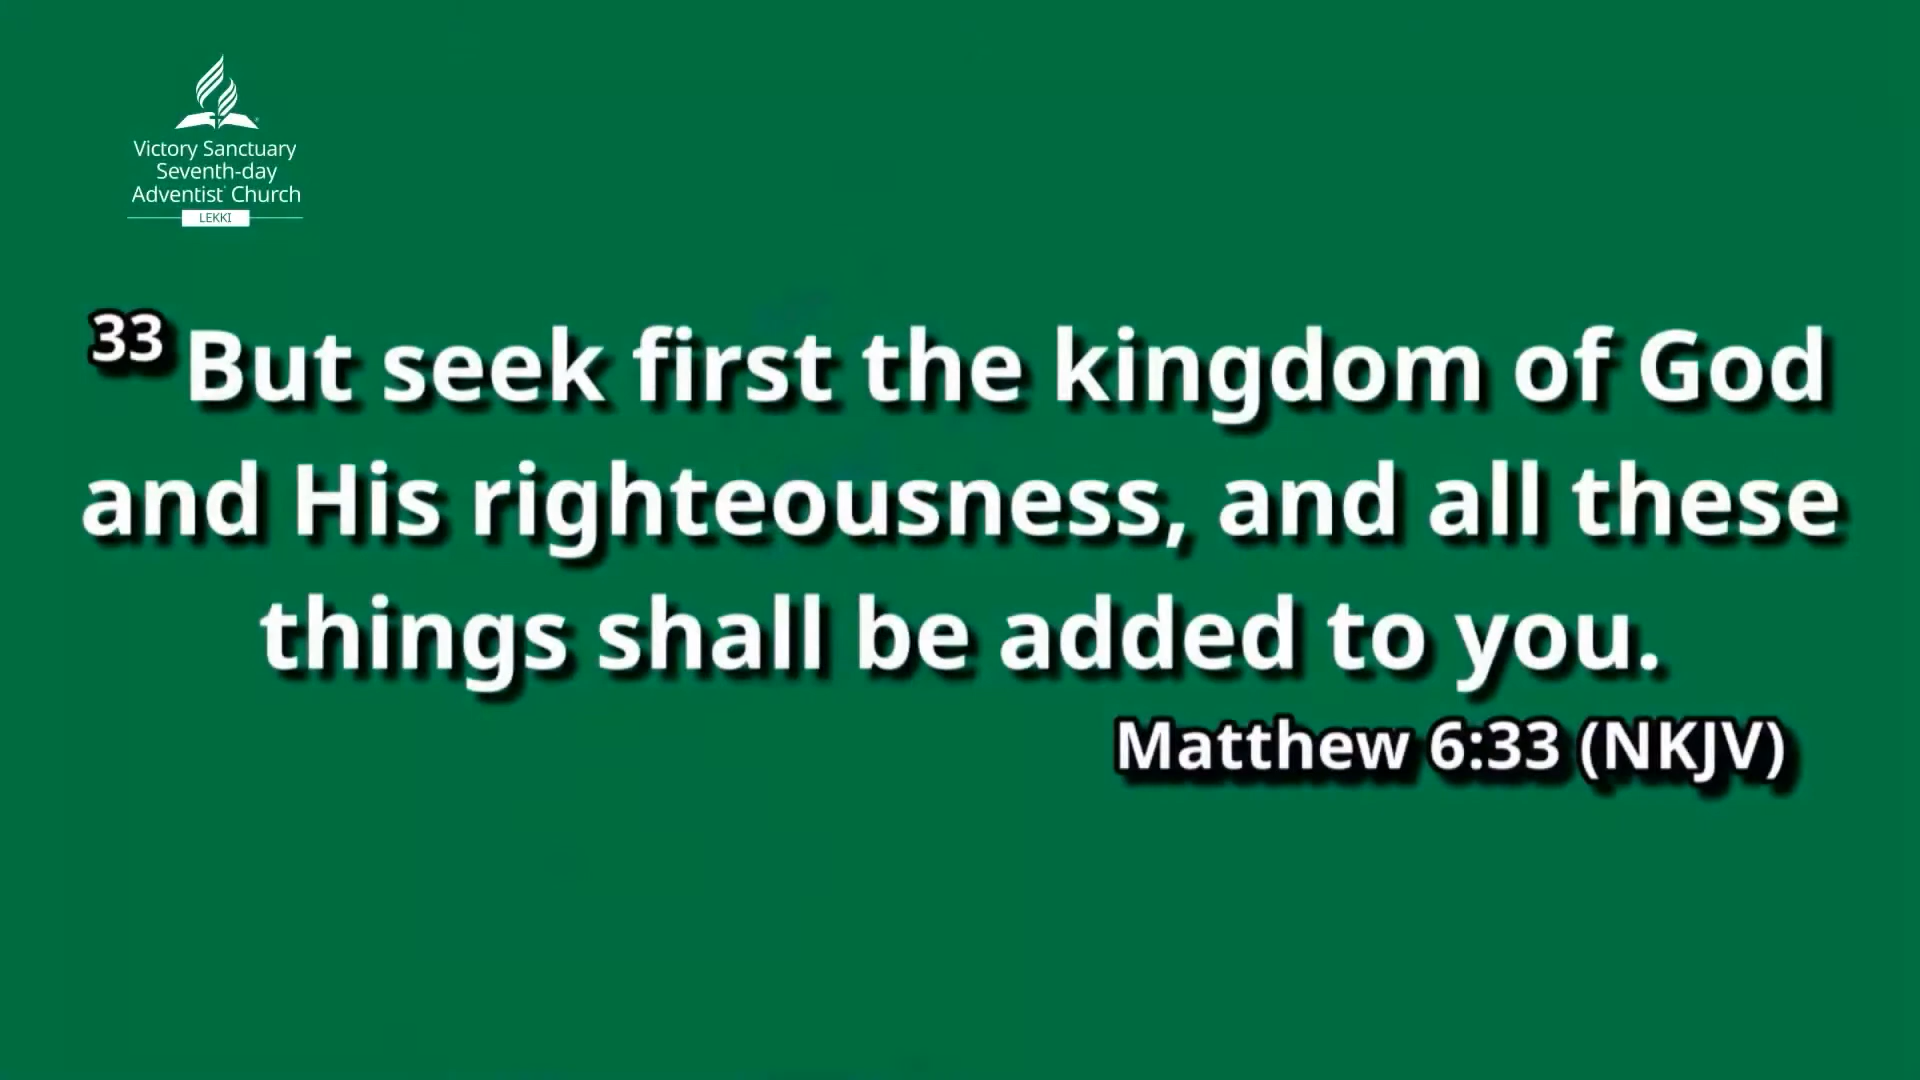 Victory Sanctuary
Seventh-day
Adventist Church
LEKKI
33 But seek first the kingdom of God
and His righteousness, and all these
things shall be added to you.
Matthew 6:33 (NKJV)